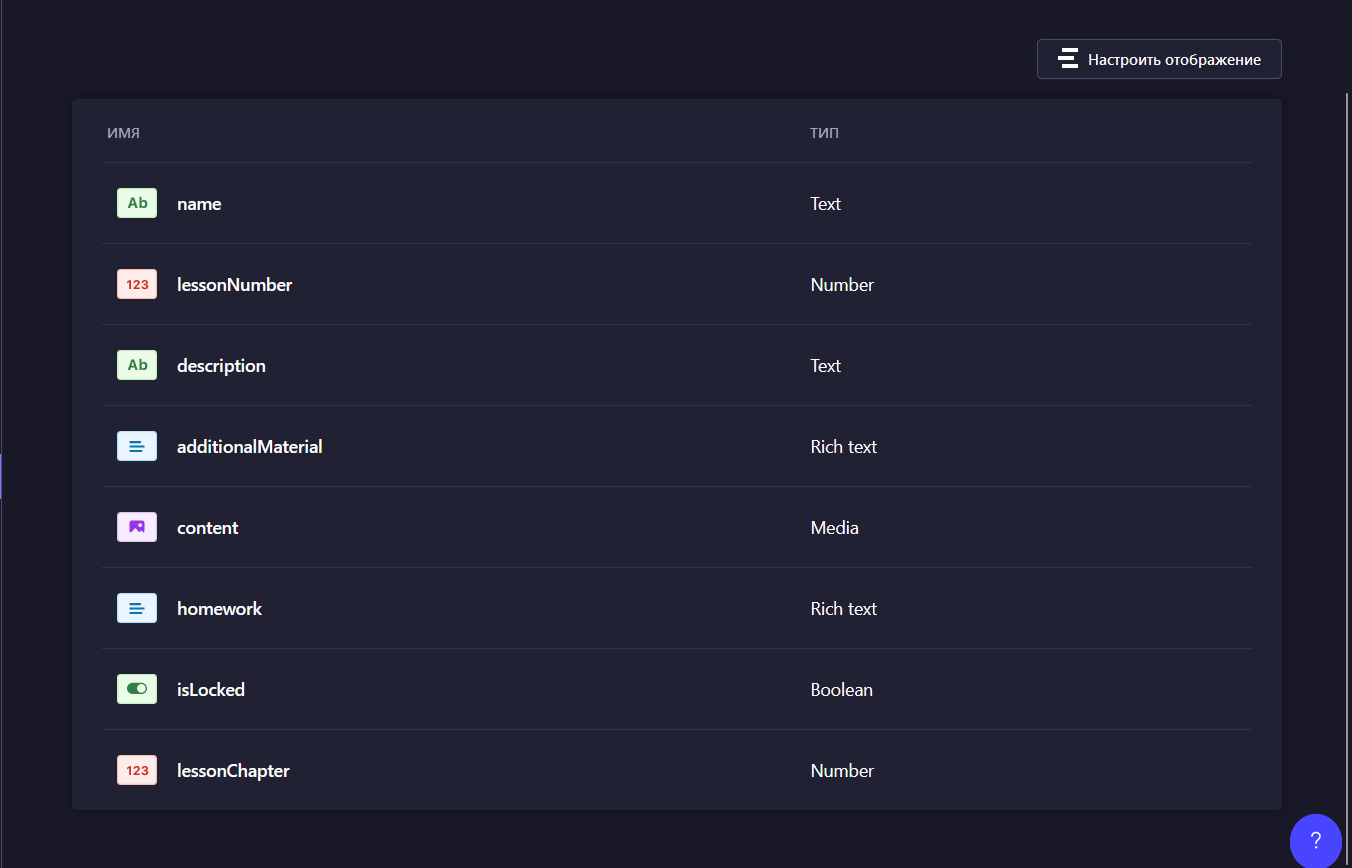 Настроить отображение
ИМЯ ТИП
Ab name Text
123 lessonNumber Number
Ab description Text
additionalMaterial Rich text
content Media
homework Rich text
isLocked Boolean
123 lessonChapter Number
?